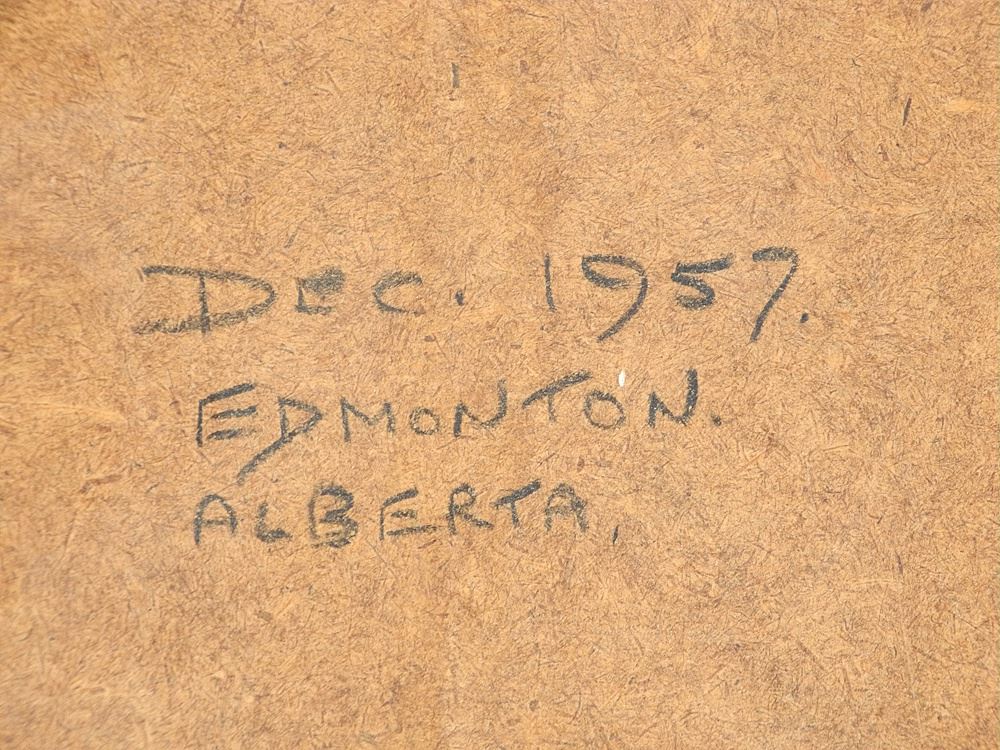 DEC. 1957.
EDMONTON.
ALBERTA,